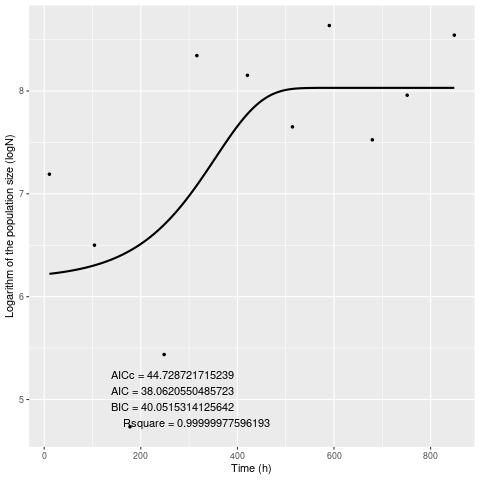 8
7
6
5
Logarithm of the population size (logN)
AICc = 44.728721715239
AIC = 38.0620550485723
BIC = 40.0515314125642
Rsquare = 0.99999977596193
0 200 400 600 800
Time (h)